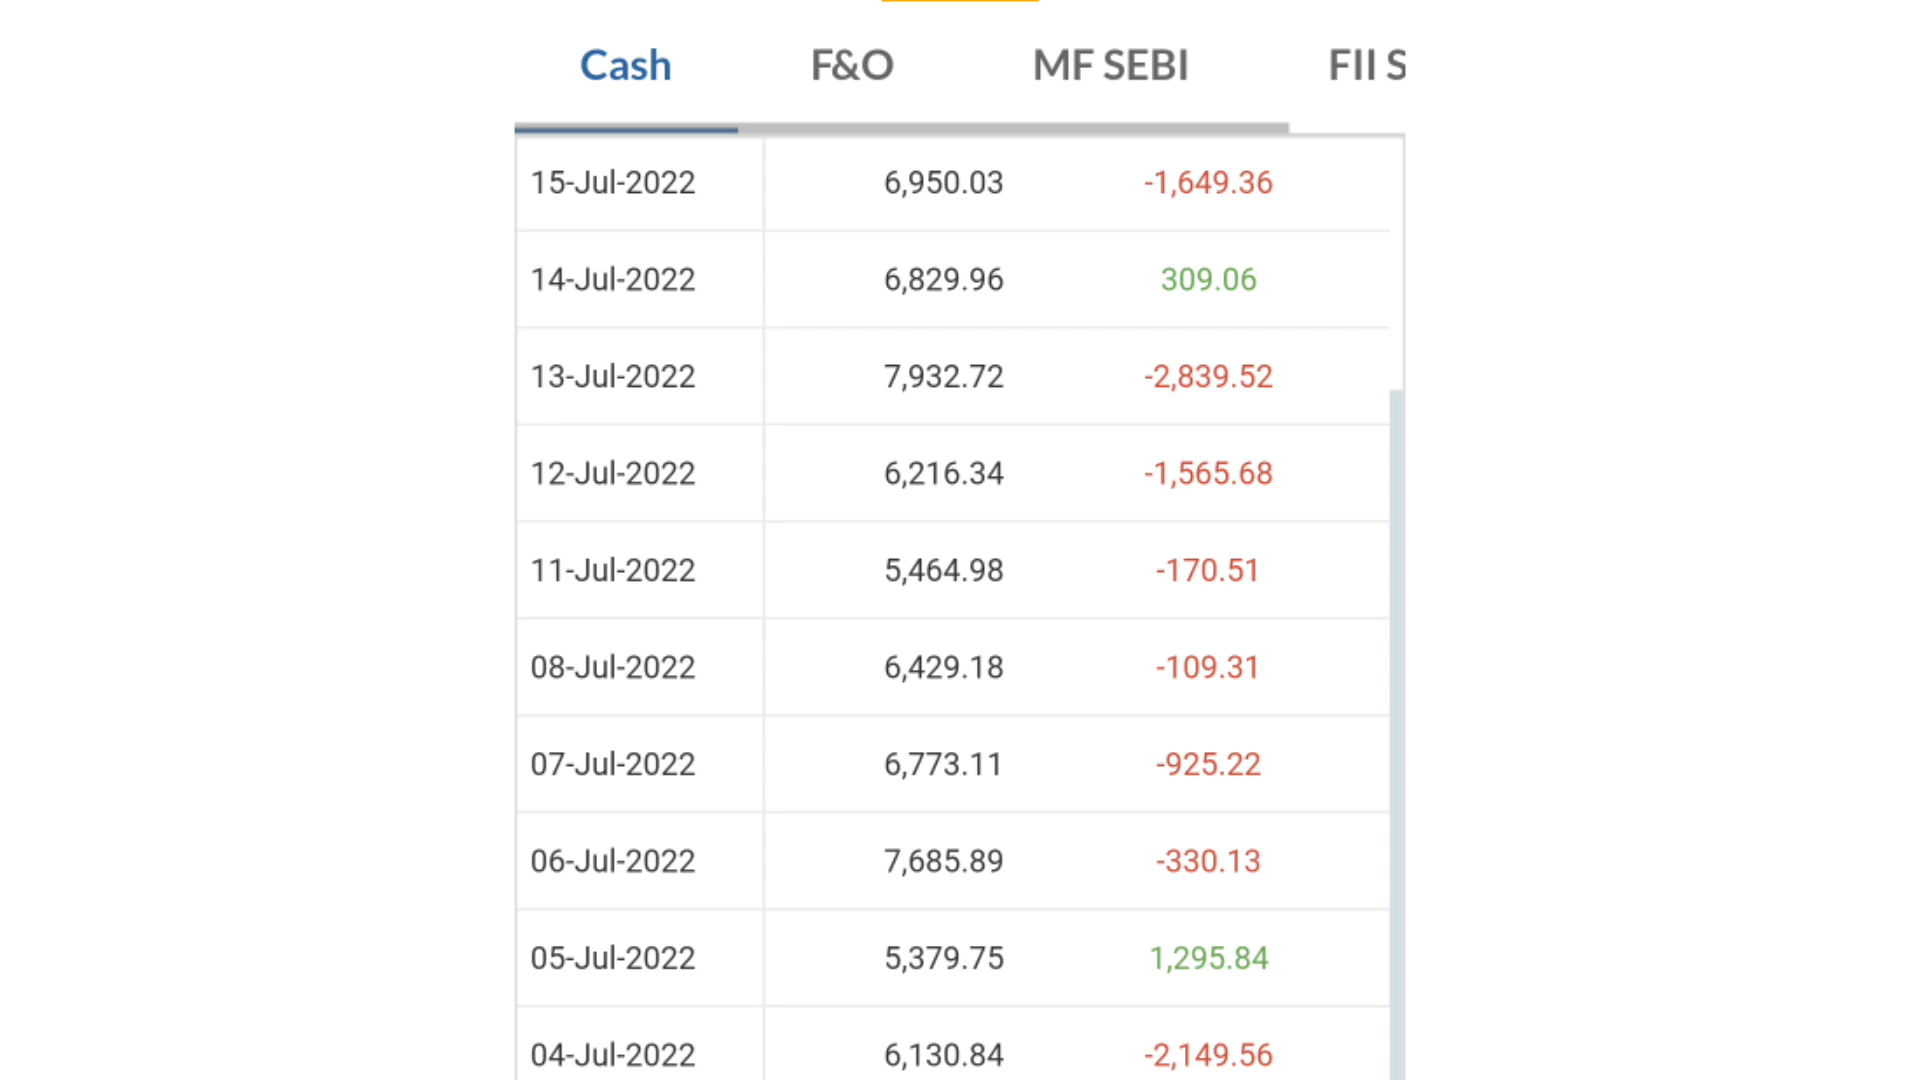 Cash F&O MF SEBI FII S
15-Jul-2022 6,950.03 -1,649.36
14-Jul-2022 6,829.96 309.06
13-Jul-2022 7,932.72 -2,839.52
12-Jul-2022 6,216.34 -1,565.68
11-Jul-2022 5,464.98 -170.51
08-Jul-2022 6,429.18 -109.31
07-Jul-2022 6,773.11 -925.22
06-Jul-2022 7,685.89 -330.13
05-Jul-2022 5,379.75 1,295.84
04-Jul-2022 6,130.84 -2,149.56